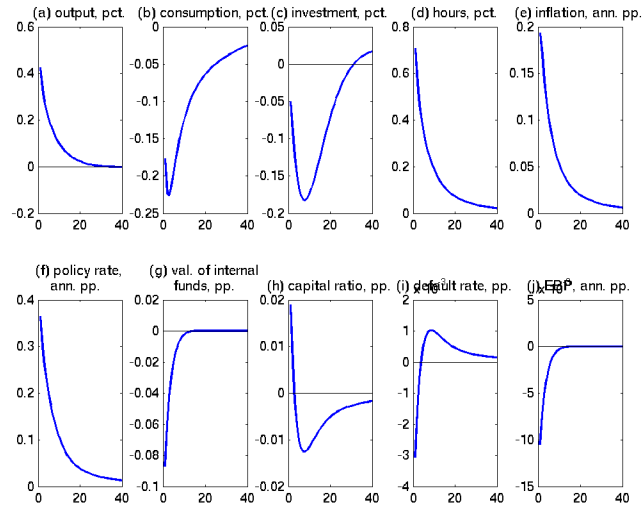 (a) output, pct.
(b) consumption, pct.
(c) investment, pct.
(d) hours, pct.
(e) inflation, ann. pp.
0.6
0.4
0.2
0
-0.2
0 20 40
0
-0.05
-0.1
-0.15
-0.2
-0.25
0 20 40
0.05
0
-0.05
-0.1
-0.15
-0.2
0 20 40
0.8
0.6
0.4
0.2
0
0 20 40
0.2
0.15
0.1
0.05
0
0 20 40
(f) policy rate,
ann. pp.
(g) val. of internal
funds, pp.
(h) capital ratio, pp.
(i) default rate, pp.
(j) EBP, ann. pp.
0.4
0.3
0.2
0.1
0
0 20 40
0.02
0
-0.02
-0.04
-0.06
-0.08
-0.1
0 20 40
0.02
0.01
0
-0.01
-0.02
0 20 40
2
1
0
-1
-2
-3
-4
0 20 40
5
0
-5
-10
-15
0 20 40